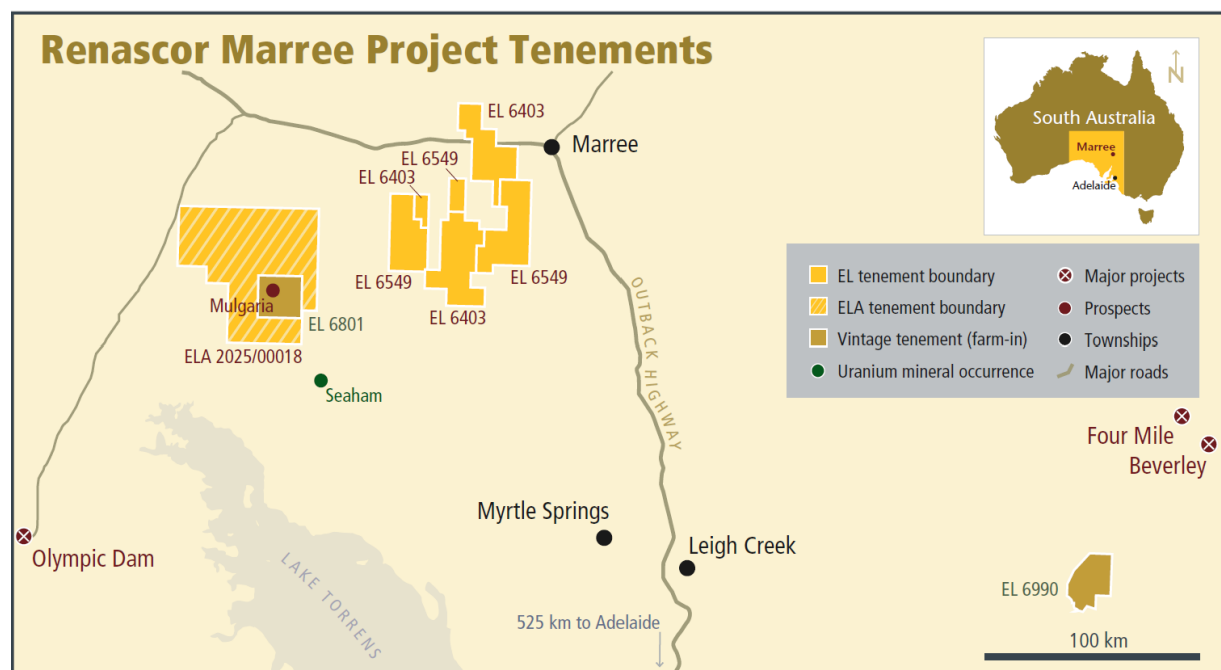 Renascor Marree Project Tenements
N
South Australia
Marree
Adelaide
EL 6403
Marree
EL 6549
EL 6403
EL 6549
EL 6549
EL 6403
Mulgaria
EL 6801
ELA 2025/00018
Seaham
OUTBACK HIGHWAY
EL tenement boundary
ELA tenement boundary
Vintage tenement (farm-in)
Uranium mineral occurrence
Major projects
Prospects
Townships
Major roads
Four Mile
Beverley
Myrtle Springs
Leigh Creek
Olympic Dam
LAKE TORRENS
EL 6990
525 km to Adelaide
100 km